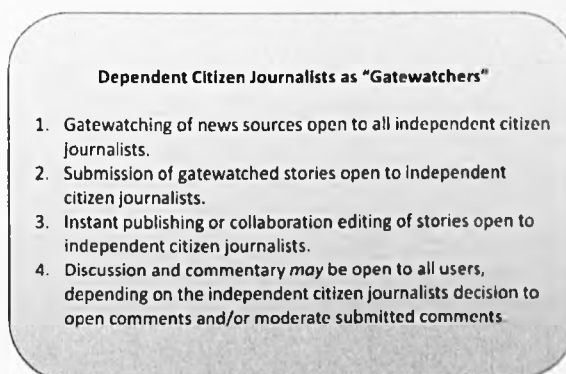 Dependent Citizen Journalists as "Gatewatchers"
1. Gatewatching of news sources open to all independent citizen
journalists.
2. Submission of gatewatched stories open to independent
citizen journalists.
3. Instant publishing or collaboration editing of stories open to
independent citizen journalists.
4. Discussion and commentary may be open to all users,
depending on the independent citizen journalists decision to
open comments and/or moderate submitted comments